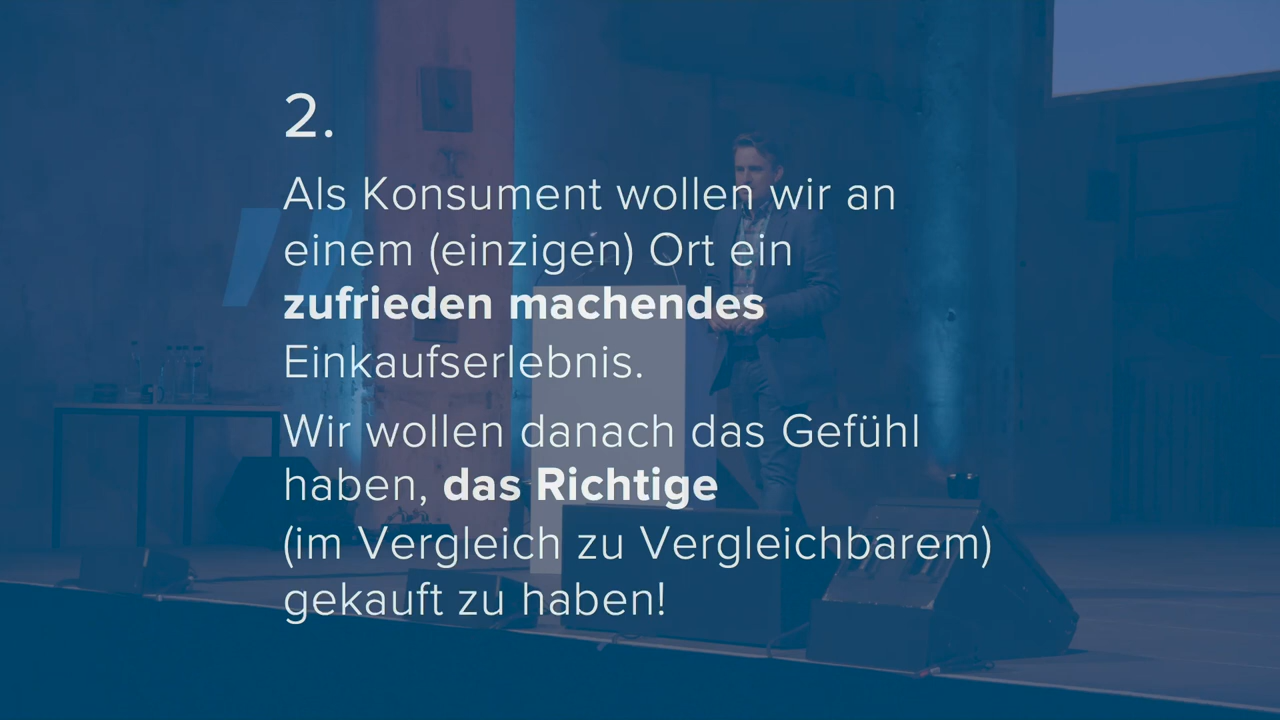 2.
Als Konsument wollen wir an
einem (einzigen) Ort ein
zufrieden machendes
Einkaufserlebnis.
Wir wollen danach das Gefühl
haben, das Richtige
(im Vergleich zu Vergleichbarem)
gekauft zu haben!